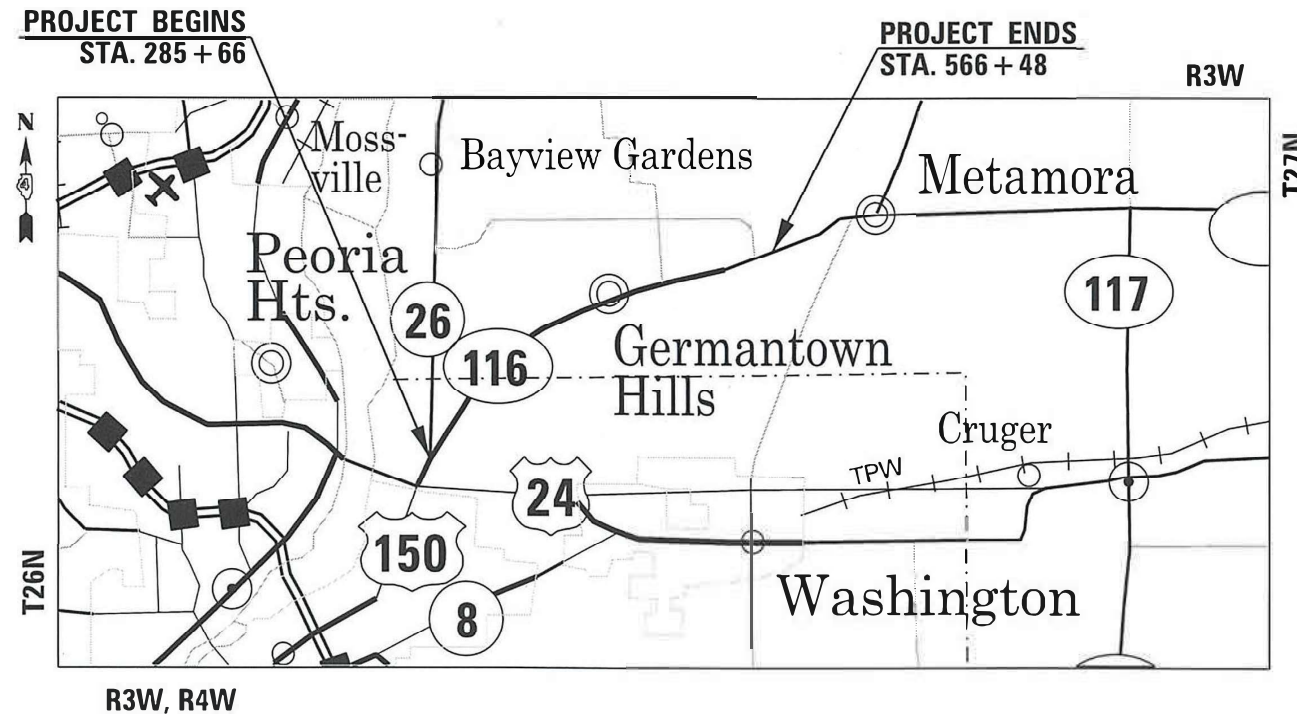 PROJECT BEGINS
STA. 285+66
PROJECT ENDS
STA. 566+48
R3W
N
4
T27N
Moss-
ville
Bayview Gardens
Metamora
Peoria
Hts.
26
116
117
Germantown
Hills
Cruger
TPW
24
150
8
Washington
T26N
R3W, R4W